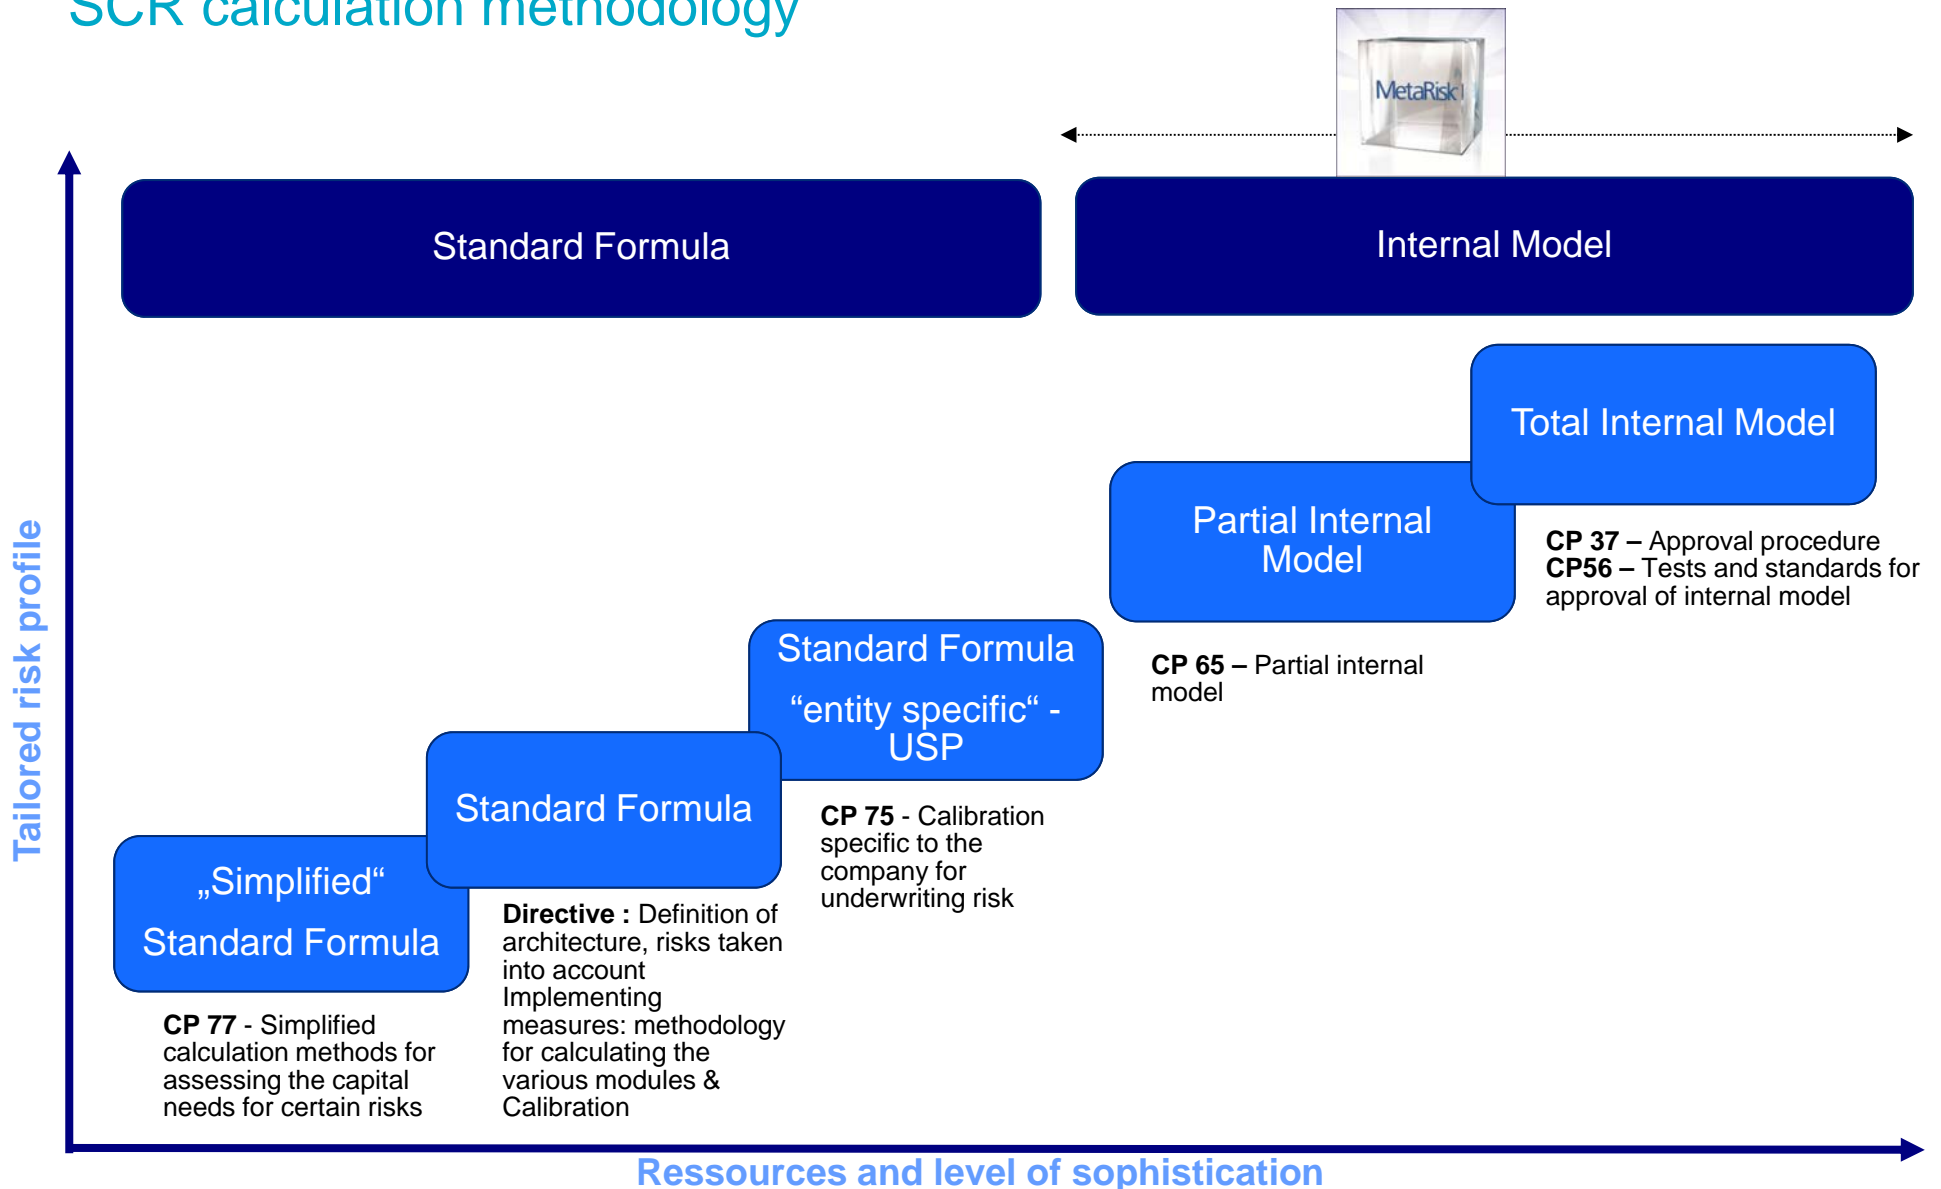 SCR calculation methodology
MetaRisk
Standard Formula
Internal Model
Total Internal Model
Partial Internal
Model
CP 37 – Approval procedure
CP56 – Tests and standards for
approval of internal model
Standard Formula
“entity specific“ -
USP
CP 65 – Partial internal
model
Standard Formula
CP 75 - Calibration
specific to the
company for
underwriting risk
„Simplified“
Standard Formula
Directive : Definition of
architecture, risks taken
into account
Implementing
measures: methodology
for calculating the
various modules &
Calibration
CP 77 - Simplified
calculation methods for
assessing the capital
needs for certain risks
Tailored risk profile
Ressources and level of sophistication